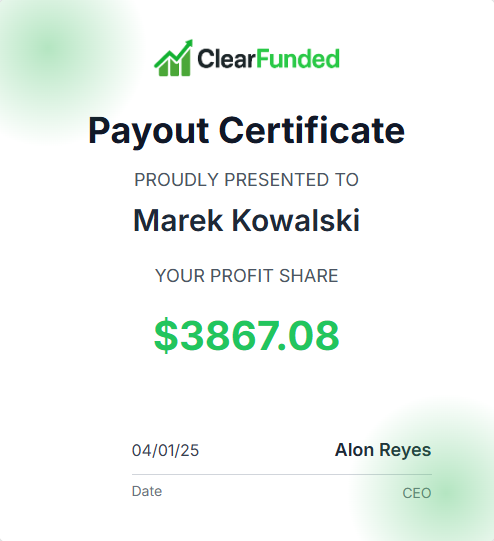 ClearFunded
Payout Certificate
PROUDLY PRESENTED TO
Marek Kowalski
YOUR PROFIT SHARE
$3867.08
04/01/25 Alon Reyes
Date CEO